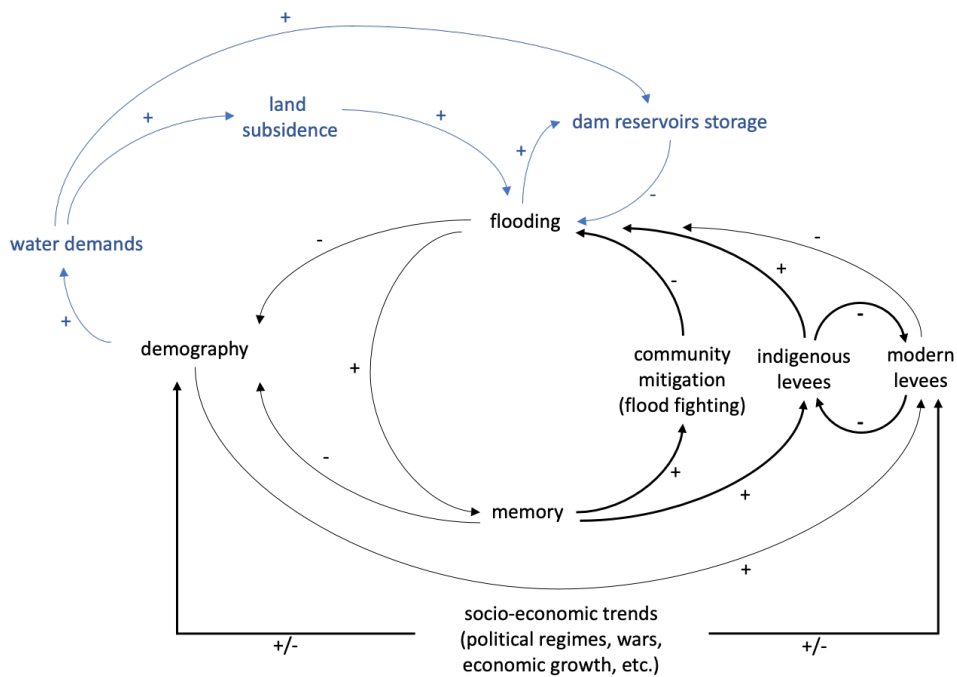 +
land
subsidence
+
+
dam reservoirs storage
+
-
flooding
water demands
-
-
+
-
+
-
demography
+
community
mitigation
(flood fighting)
indigenous
levees
modern
levees
-
-
+
+
memory
+
socio-economic trends
(political regimes, wars,
economic growth, etc.)
+/-
+/-